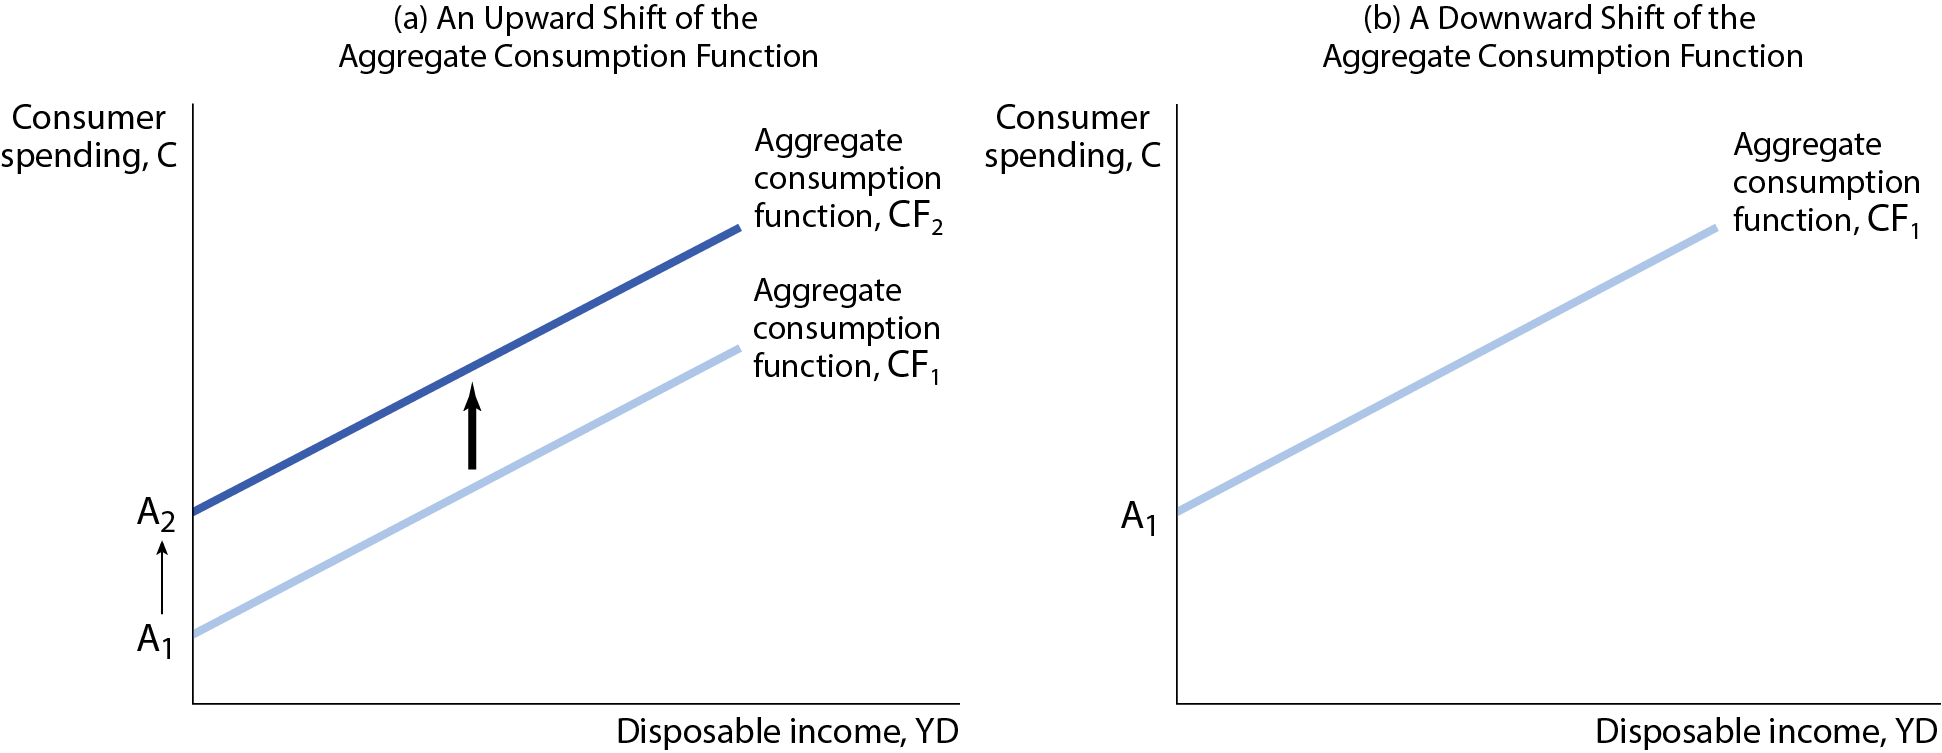 (a) An Upward Shift of the
Aggregate Consumption Function
Consumer
spending, C
Aggregate
consumption
function, CF₂
Aggregate
consumption
function, CF₁
A₂
A₁
Disposable income, YD
(b) A Downward Shift of the
Aggregate Consumption Function
Consumer
spending, C
Aggregate
consumption
function, CF₁
A₁
Disposable income, YD